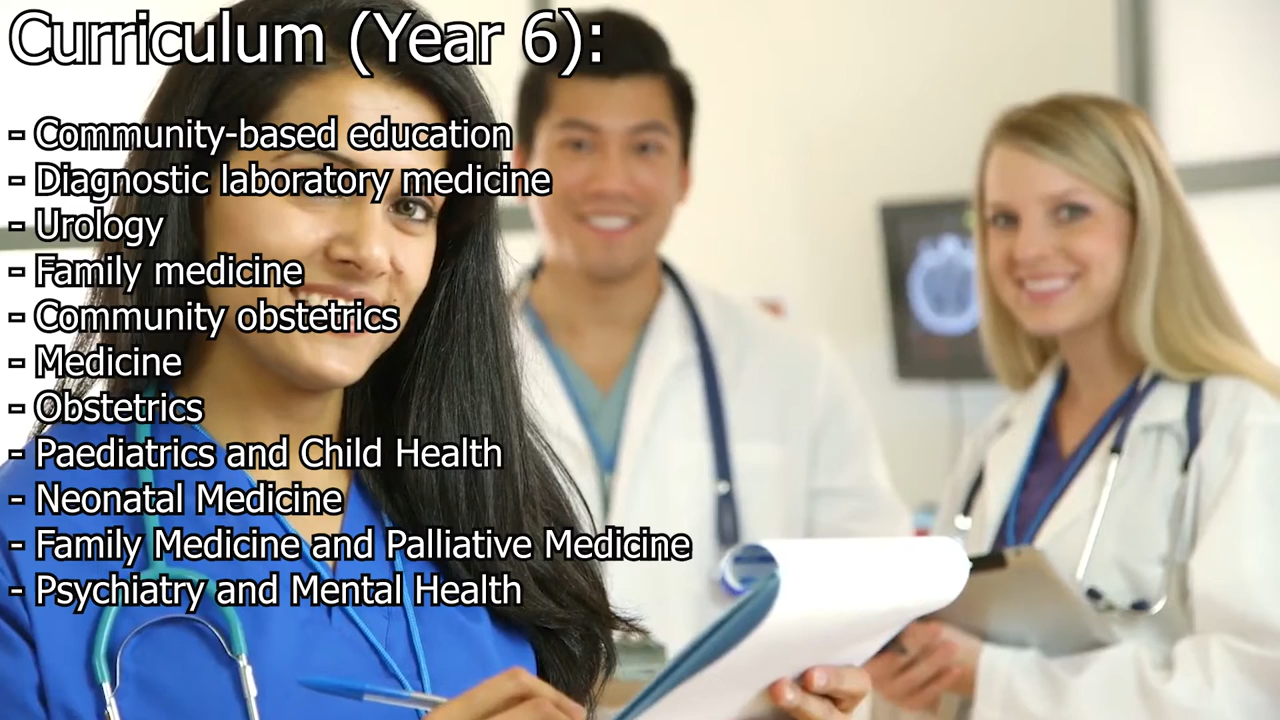 Curriculum (Year 6):
- Community-based education
- Diagnostic laboratory medicine
- Urology
- Family medicine
- Community obstetrics
- Medicine
- Obstetrics
- Paediatrics and Child Health
- Neonatal Medicine
- Family Medicine and Palliative Medicine
- Psychiatry and Mental Health